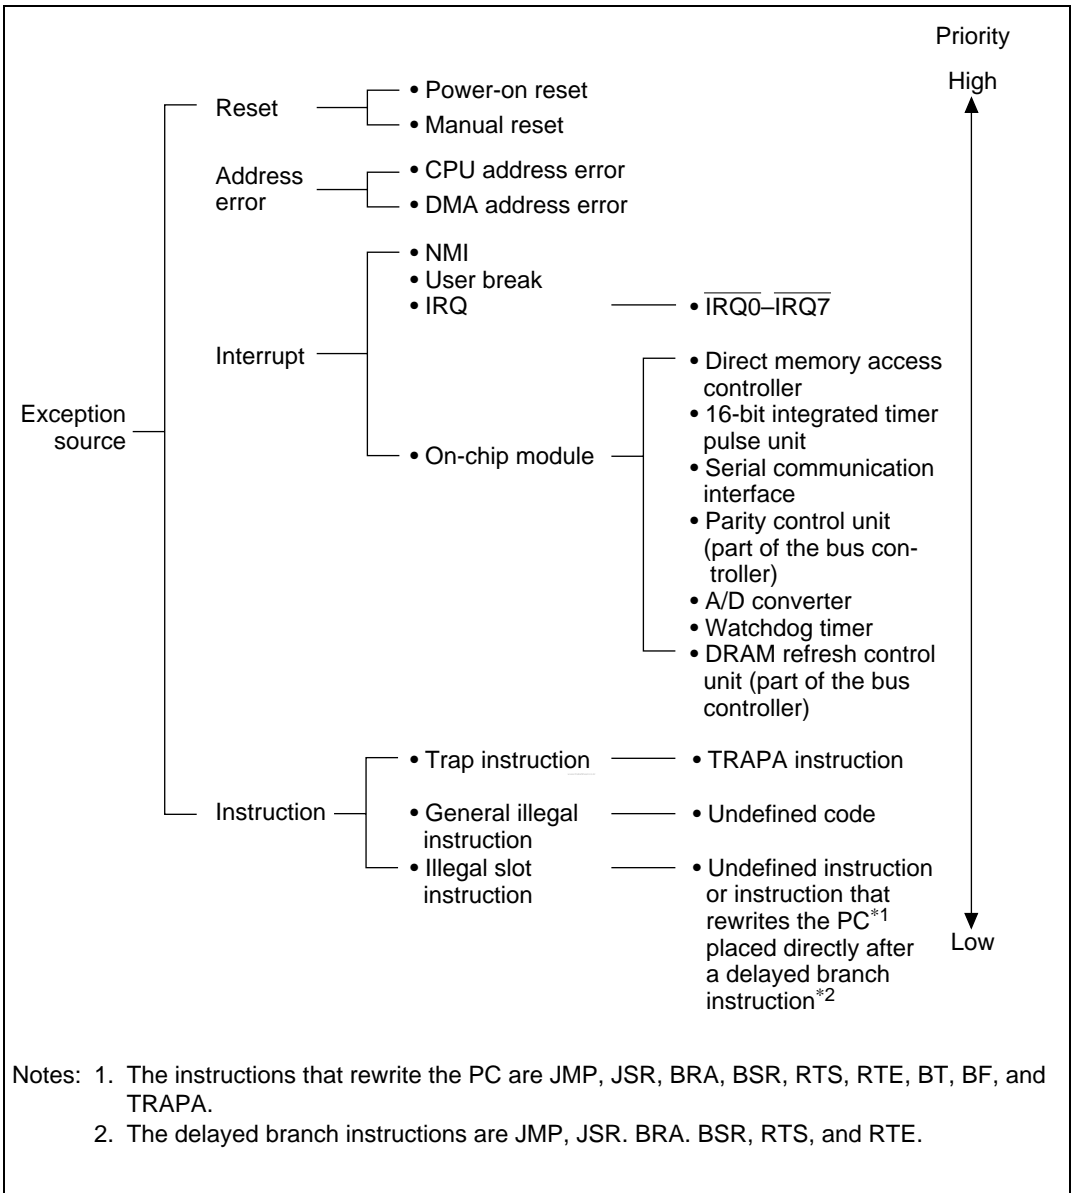 Priority
High
Reset
• Power-on reset
• Manual reset
Address
error
• CPU address error
• DMA address error
Interrupt
• NMI
• User break
• IRQ
• IRQ0–IRQ7
• On-chip module
• Direct memory access
controller
• 16-bit integrated timer
pulse unit
• Serial communication
interface
• Parity control unit
(part of the bus con-
troller)
• A/D converter
• Watchdog timer
• DRAM refresh control
unit (part of the bus
controller)
Exception
source
Instruction
• Trap instruction
• TRAPA instruction
• General illegal
instruction
• Undefined code
• Illegal slot
instruction
• Undefined instruction
or instruction that
rewrites the PC*1
placed directly after
a delayed branch
instruction*2
Low
Notes: 1. The instructions that rewrite the PC are JMP, JSR, BRA, BSR, RTS, RTE, BT, BF, and
TRAPA.
2. The delayed branch instructions are JMP, JSR. BRA. BSR, RTS, and RTE.